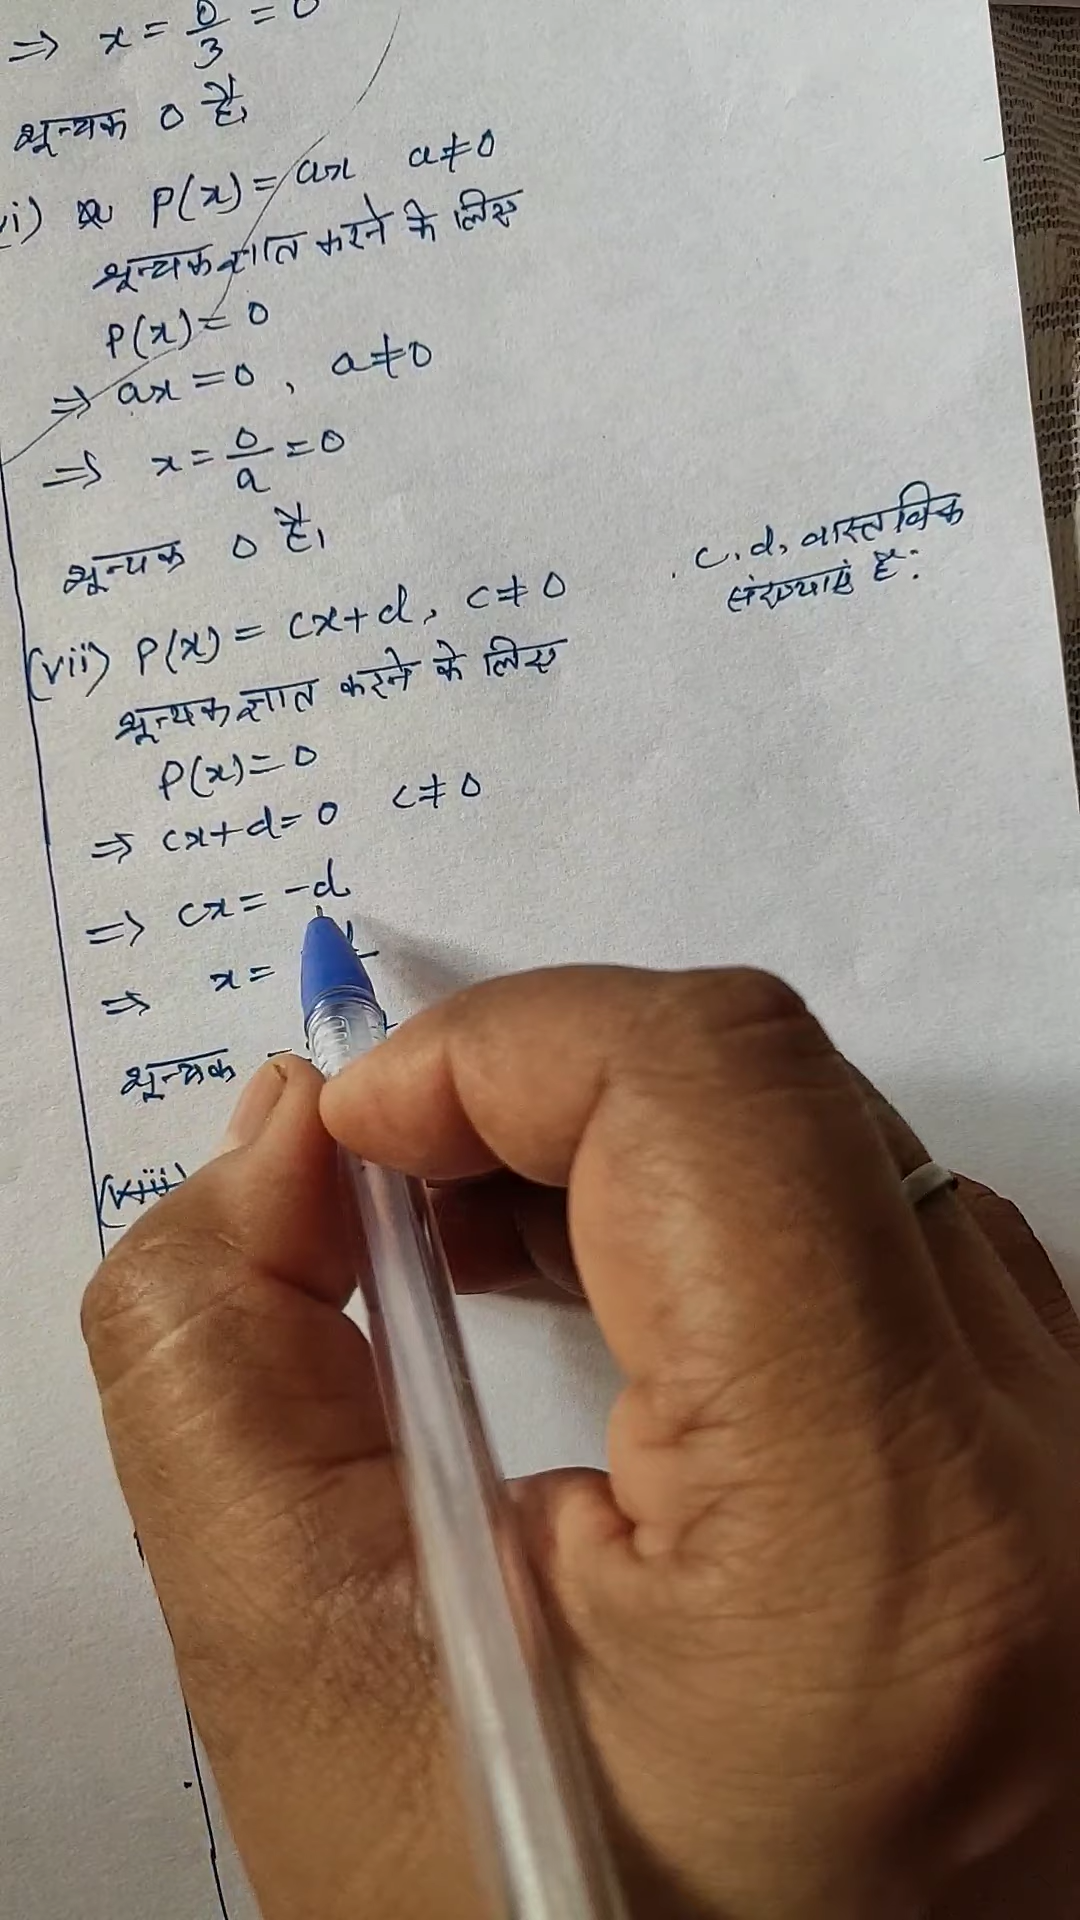 ⇒ x = 0/3 = 0
शून्यक 0 है।
vi) P(x) = ax a≠0
शून्यक ज्ञात करने के लिए
P(x) = 0
⇒ ax = 0, a≠0
⇒ x = 0/a = 0
शून्यक 0 है।
(vii) P(x) = cx+d, c≠0
c, d, वास्तविक
संख्याएं हैं:
शून्यक ज्ञात करने के लिए
P(x) = 0
⇒ cx+d = 0 c≠0
⇒ cx = -d
⇒ x =
शून्यक -
(viii)